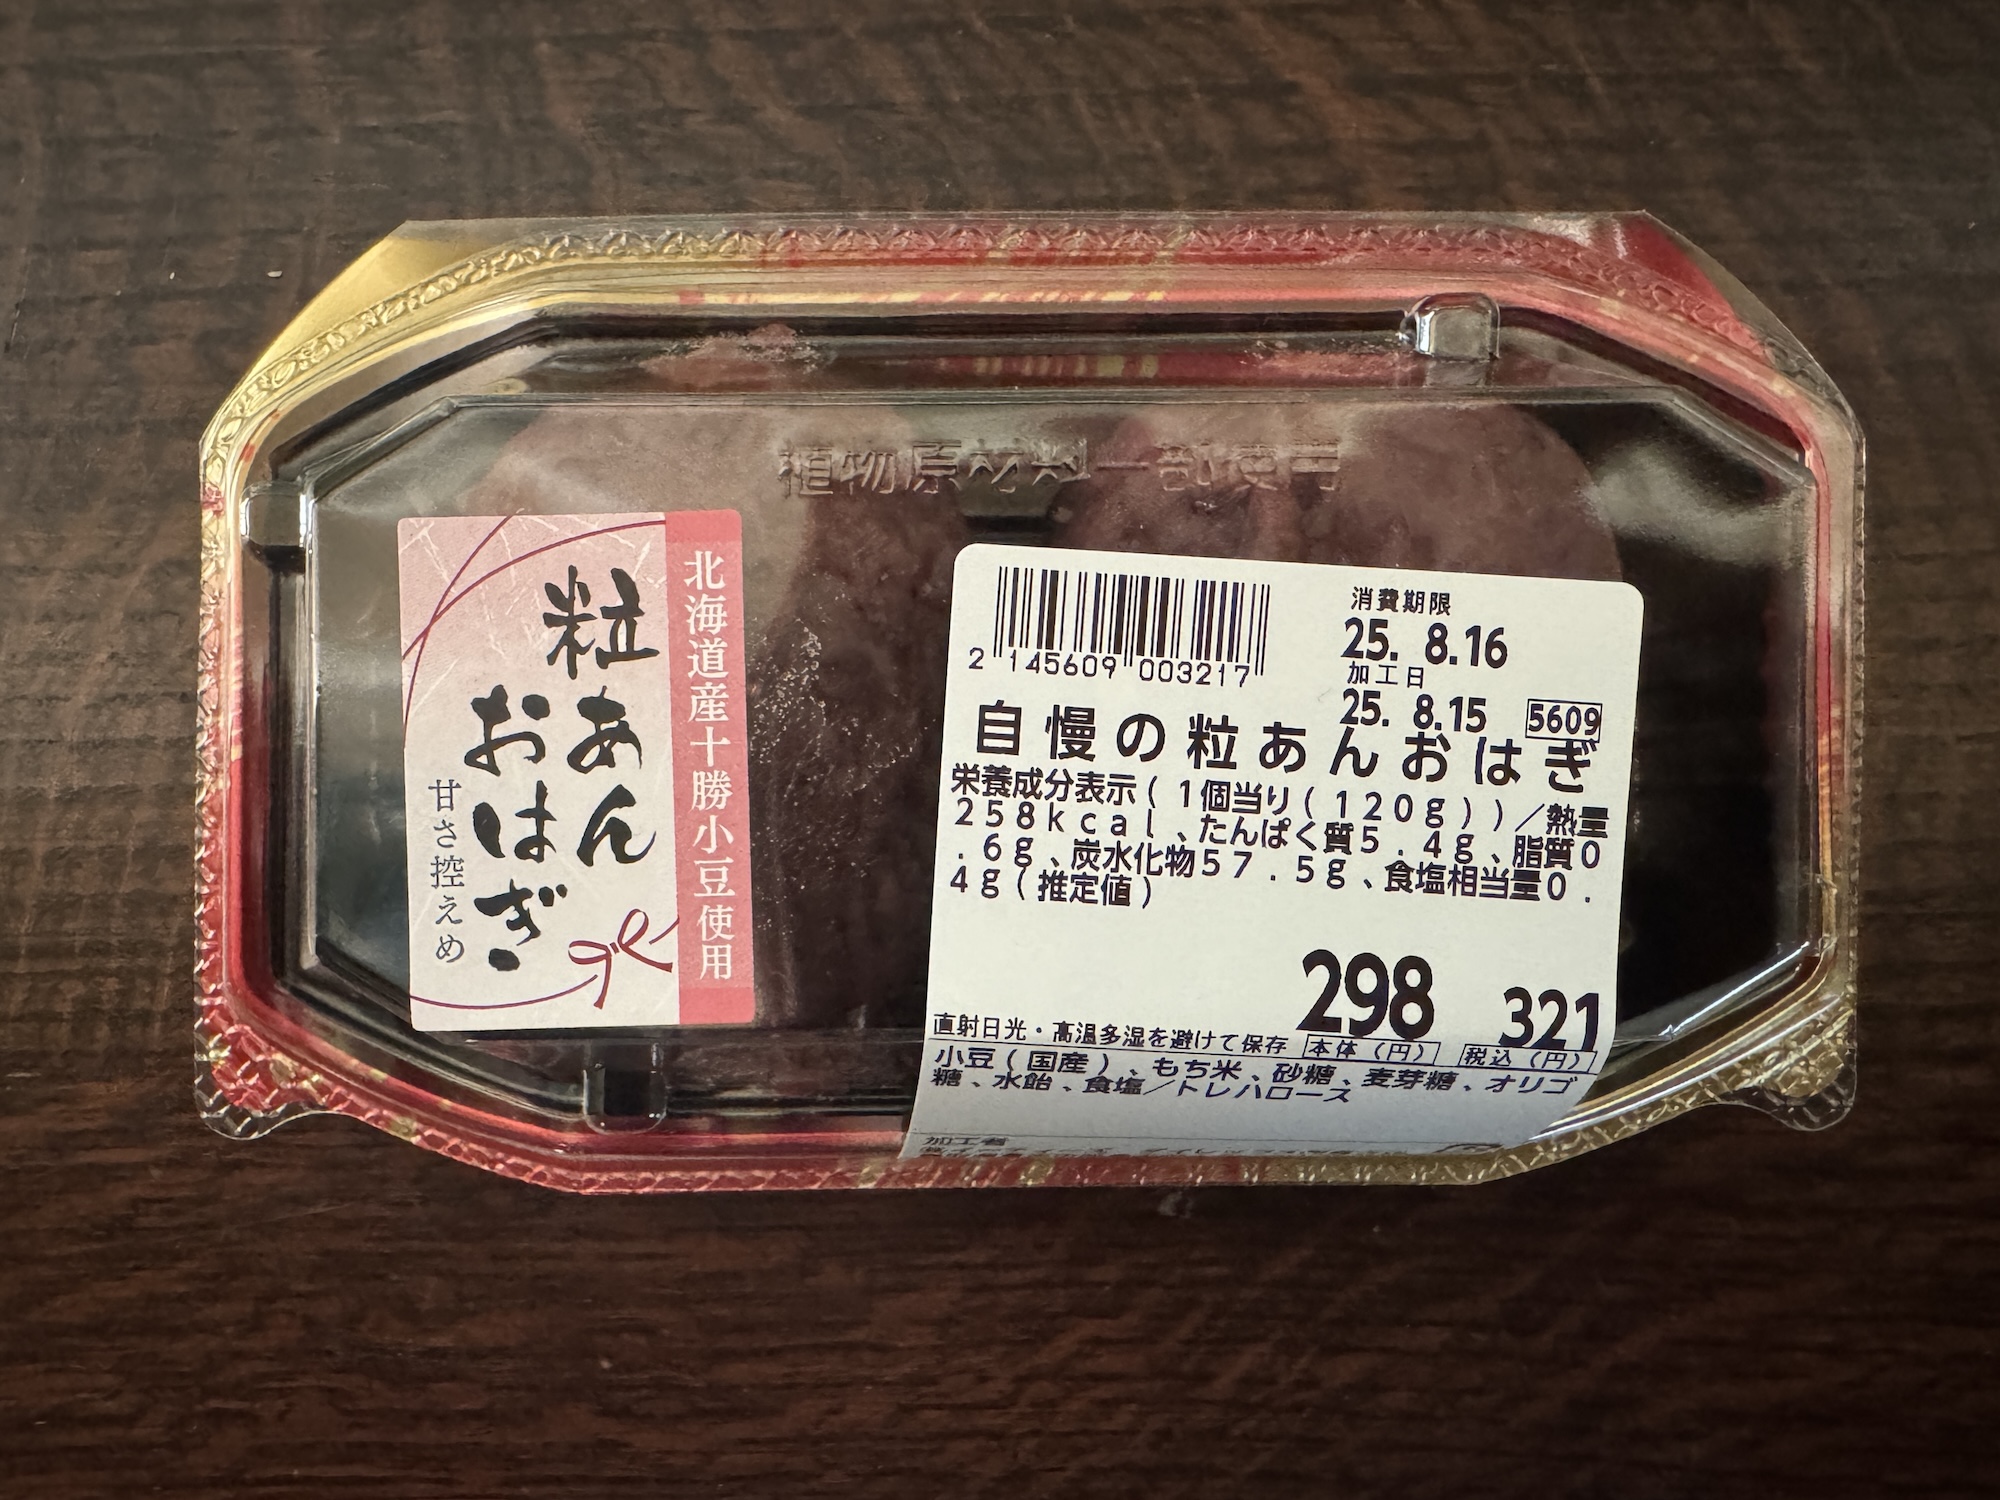 植物原材料一部使用
北海道産十勝小豆使用
粒あん
おはぎ
甘さ控えめ
2 145609 003217
消費期限
25. 8.16
加工日
25. 8.15
5609
自慢の粒あんおはぎ
栄養成分表示(1個当り(120g))/熱量
258kcal、たんぱく質5.4g、脂質0
.6g、炭水化物57.5g、食塩相当量0.
4g(推定値)
298
321
直射日光・高温多湿を避けて保存
本体(円)
税込(円)
小豆(国産)、もち米、砂糖、麦芽糖、オリゴ
糖、水飴、食塩/トレハロース
加工者